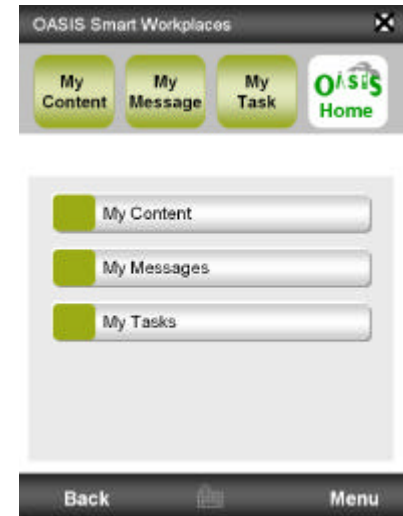 OASIS Smart Workplaces
My Content
My Message
My Task
OASIS Home
My Content
My Messages
My Tasks
Back Menu